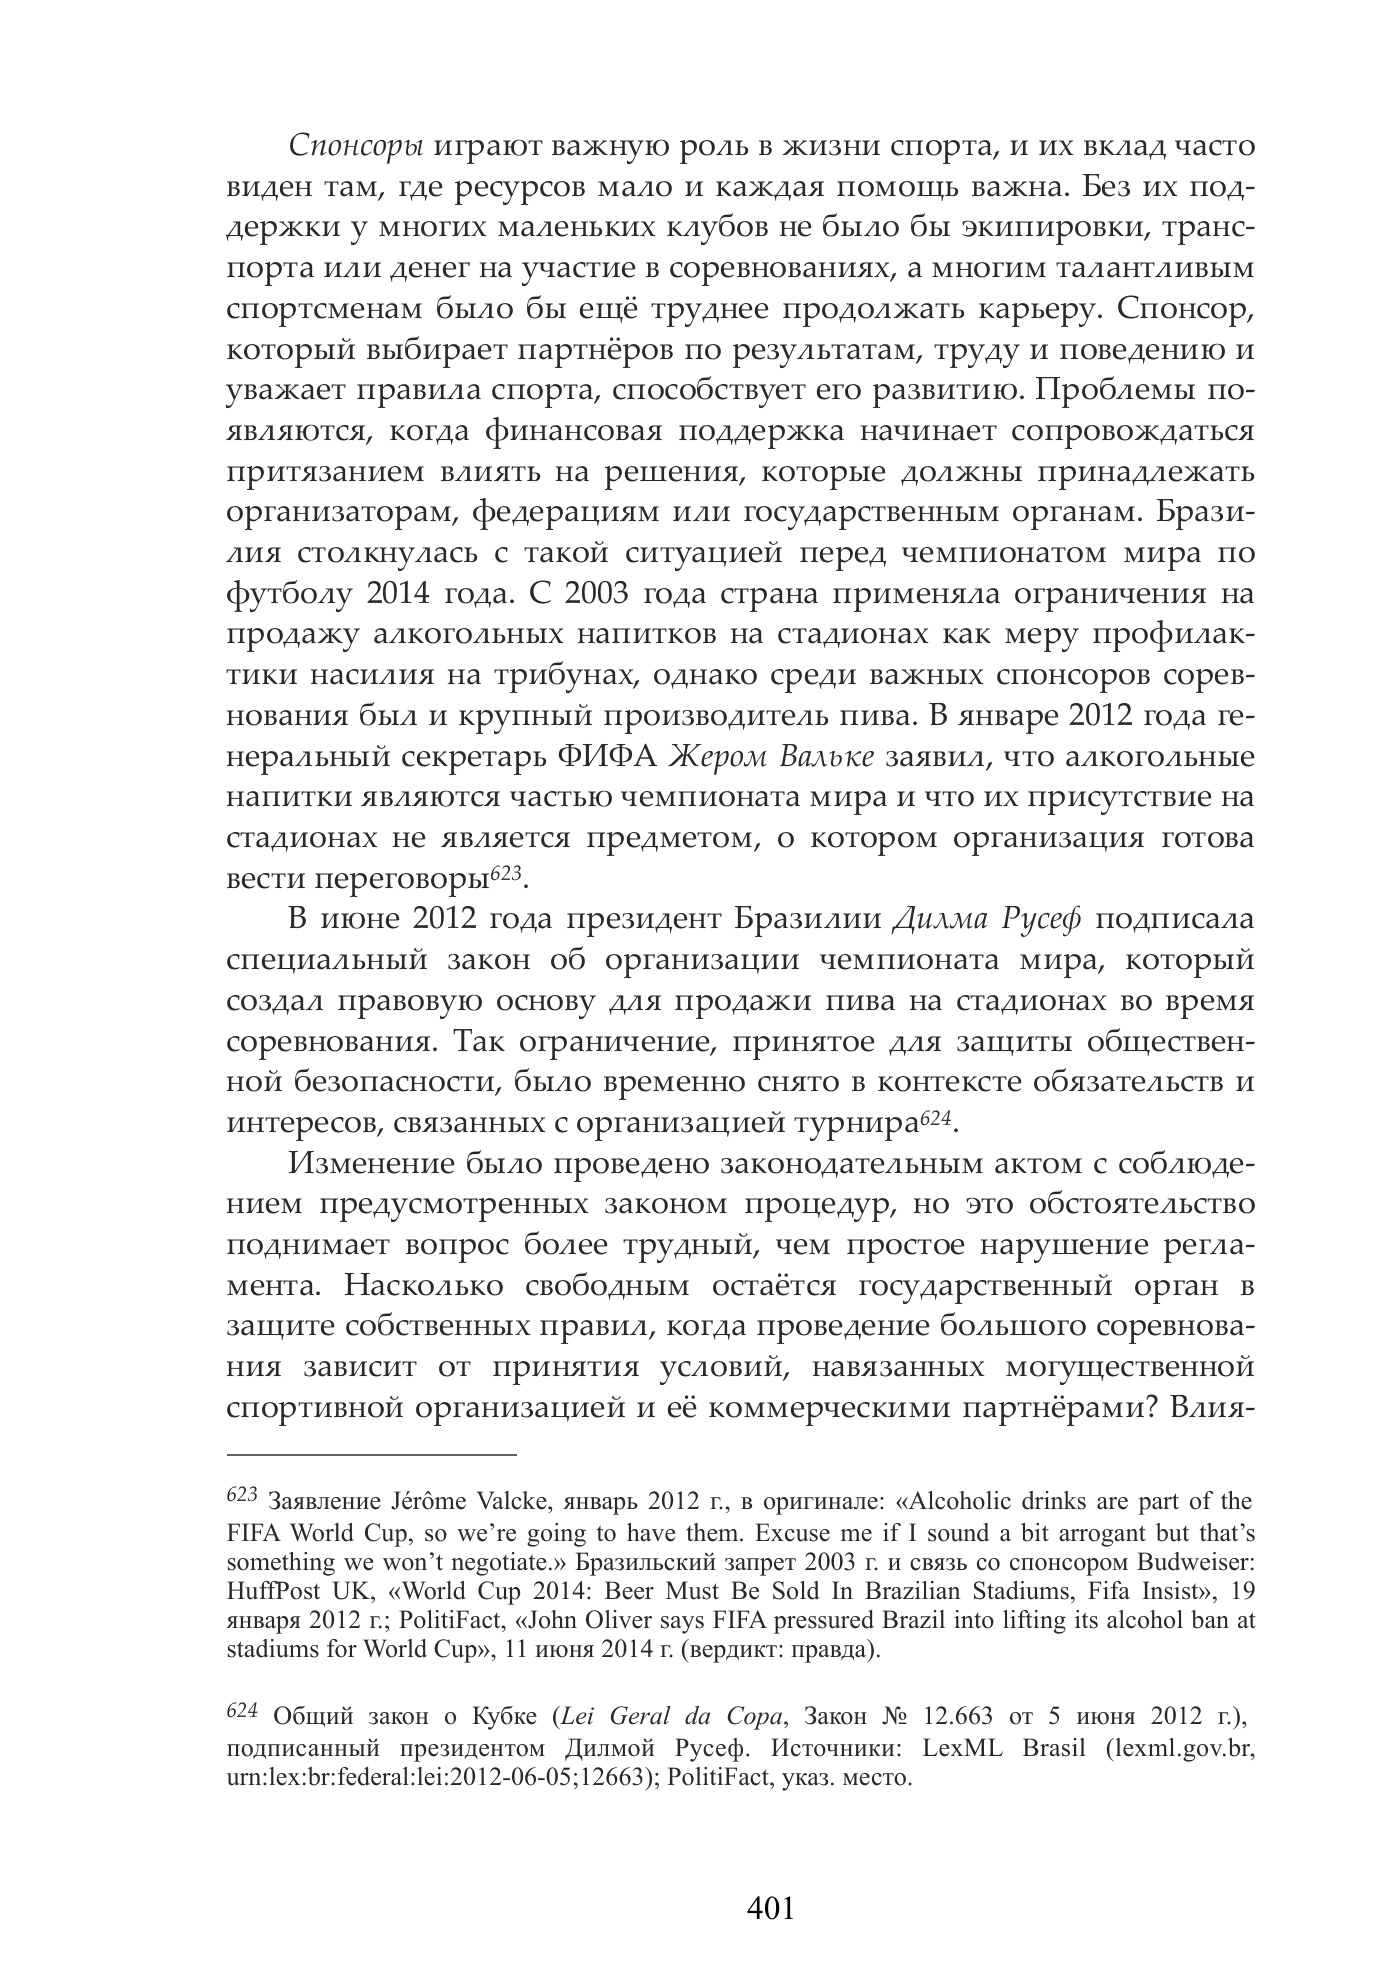 Спонсоры играют важную роль в жизни спорта, и их вклад часто
виден там, где ресурсов мало и каждая помощь важна. Без их под-
держки у многих маленьких клубов не было бы экипировки, транс-
порта или денег на участие в соревнованиях, а многим талантливым
спортсменам было бы ещё труднее продолжать карьеру. Спонсор,
который выбирает партнёров по результатам, труду и поведению и
уважает правила спорта, способствует его развитию. Проблемы по-
являются, когда финансовая поддержка начинает сопровождаться
притязанием влиять на решения, которые должны принадлежать
организаторам, федерациям или государственным органам. Брази-
лия столкнулась с такой ситуацией перед чемпионатом мира по
футболу 2014 года. С 2003 года страна применяла ограничения на
продажу алкогольных напитков на стадионах как меру профилак-
тики насилия на трибунах, однако среди важных спонсоров сорев-
нования был и крупный производитель пива. В январе 2012 года ге-
неральный секретарь ФИФА Жером Вальке заявил, что алкогольные
напитки являются частью чемпионата мира и что их присутствие на
стадионах не является предметом, о котором организация готова
вести переговоры623.
В июне 2012 года президент Бразилии Дилма Русеф подписала
специальный закон об организации чемпионата мира, который
создал правовую основу для продажи пива на стадионах во время
соревнования. Так ограничение, принятое для защиты обществен-
ной безопасности, было временно снято в контексте обязательств и
интересов, связанных с организацией турнира624.
Изменение было проведено законодательным актом с соблюде-
нием предусмотренных законом процедур, но это обстоятельство
поднимает вопрос более трудный, чем простое нарушение регла-
мента. Насколько свободным остаётся государственный орган в
защите собственных правил, когда проведение большого соревнова-
ния зависит от принятия условий, навязанных могущественной
спортивной организацией и её коммерческими партнёрами? Влия-
623 Заявление Jérôme Valcke, январь 2012 г., в оригинале: «Alcoholic drinks are part of the
FIFA World Cup, so we’re going to have them. Excuse me if I sound a bit arrogant but that’s
something we won’t negotiate.» Бразильский запрет 2003 г. и связь со спонсором Budweiser:
HuffPost UK, «World Cup 2014: Beer Must Be Sold In Brazilian Stadiums, Fifa Insist», 19
января 2012 г.; PolitiFact, «John Oliver says FIFA pressured Brazil into lifting its alcohol ban at
stadiums for World Cup», 11 июня 2014 г. (вердикт: правда).
624 Общий закон о Кубке (Lei Geral da Copa, Закон № 12.663 от 5 июня 2012 г.),
подписанный президентом Дилмой Русеф. Источники: LexML Brasil (lexml.gov.br,
urn:lex:br:federal:lei:2012-06-05;12663); PolitiFact, указ. место.
401